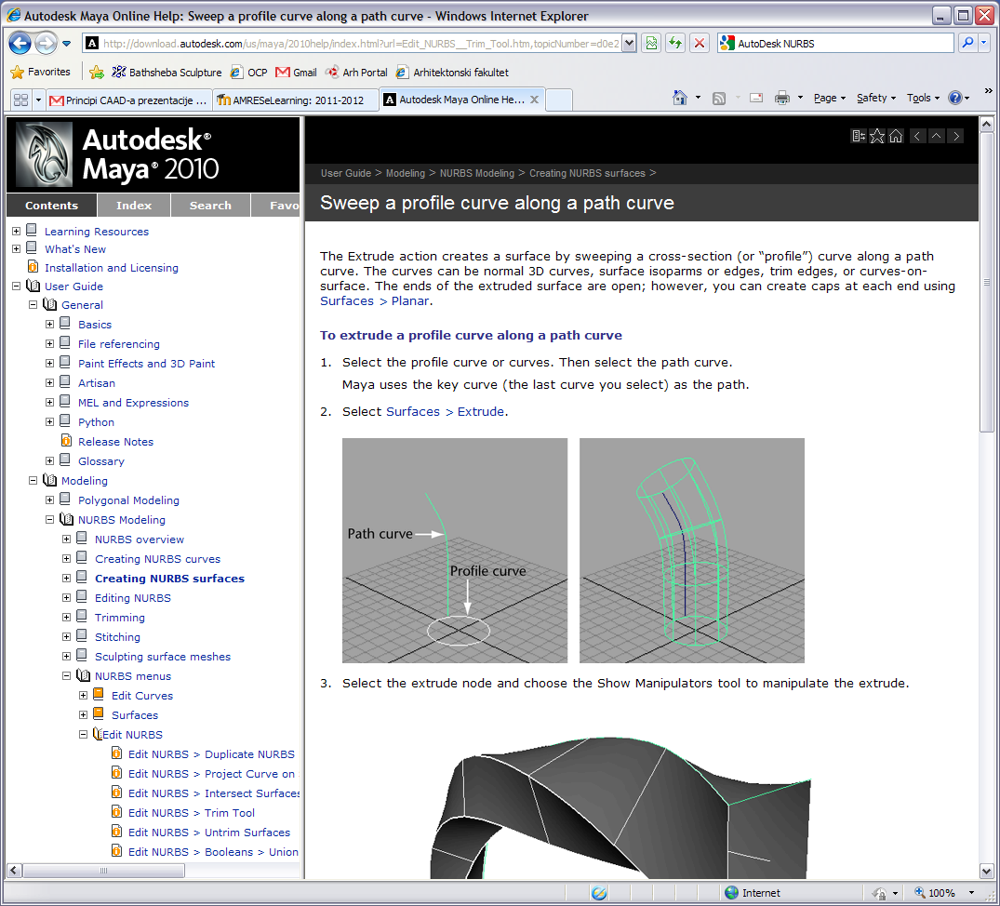 Autodesk Maya Online Help: Sweep a profile curve along a path curve - Windows Internet Explorer
http://download.autodesk.com/us/maya/2010help/index.html?url=Edit_NURBS__Trim_Tool.htm,topicNumber=d0e2
AutoDesk NURBS
Favorites
Bathsheba Sculpture
OCP
Gmail
Arh Portal
Arhitektonski fakultet
Principi CAAD-a prezentacije ...
AMRESeLearning: 2011-2012
Autodesk Maya Online He...
Page
Safety
Tools
Autodesk®
Maya® 2010
Contents
Index
Search
Favo
Learning Resources
What's New
Installation and Licensing
User Guide
General
Basics
File referencing
Paint Effects and 3D Paint
Artisan
MEL and Expressions
Python
Release Notes
Glossary
Modeling
Polygonal Modeling
NURBS Modeling
NURBS overview
Creating NURBS curves
Creating NURBS surfaces
Editing NURBS
Trimming
Stitching
Sculpting surface meshes
NURBS menus
Edit Curves
Surfaces
Edit NURBS
Edit NURBS > Duplicate NURBS
Edit NURBS > Project Curve on
Edit NURBS > Intersect Surfaces
Edit NURBS > Trim Tool
Edit NURBS > Untrim Surfaces
Edit NURBS > Booleans > Union
User Guide > Modeling > NURBS Modeling > Creating NURBS surfaces >
Sweep a profile curve along a path curve
The Extrude action creates a surface by sweeping a cross-section (or “profile”) curve along a path
curve. The curves can be normal 3D curves, surface isoparms or edges, trim edges, or curves-on-
surface. The ends of the extruded surface are open; however, you can create caps at each end using
Surfaces > Planar.
To extrude a profile curve along a path curve
1. Select the profile curve or curves. Then select the path curve.
Maya uses the key curve (the last curve you select) as the path.
2. Select Surfaces > Extrude.
Path curve
Profile curve
3. Select the extrude node and choose the Show Manipulators tool to manipulate the extrude.
Internet
100%